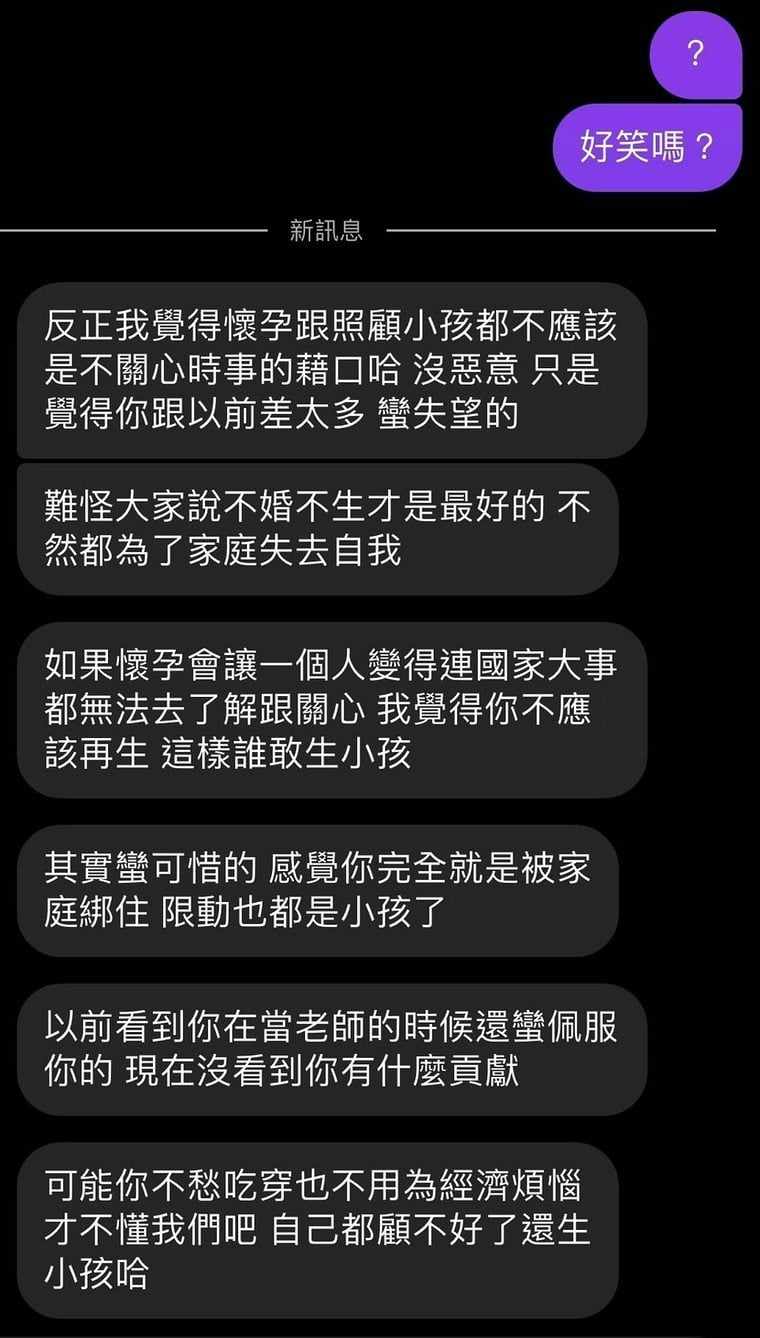 ？
好笑嗎？
新訊息
反正我覺得懷孕跟照顧小孩都不應該
是不關心時事的藉口哈 沒惡意 只是
覺得你跟以前差太多 蠻失望的
難怪大家說不婚不生才是最好的 不
然都為了家庭失去自我
如果懷孕會讓一個人變得連國家大事
都無法去了解跟關心 我覺得你不應
該再生 這樣誰敢生小孩
其實蠻可惜的 感覺你完全就是被家
庭綁住 限動也都是小孩了
以前看到你在當老師的時候還蠻佩服
你的 現在沒看到你有什麼貢獻
可能你不愁吃穿也不用為經濟煩惱
才不懂我們吧 自己都顧不好了還生
小孩哈